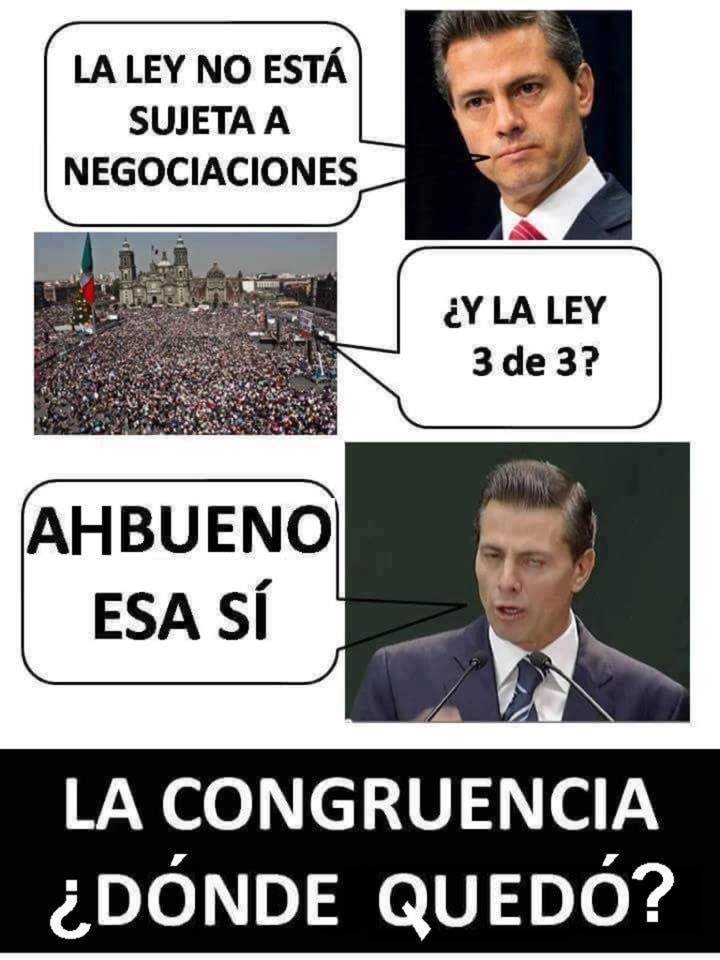 LA LEY NO ESTÁ
SUJETA A
NEGOCIACIONES
¿Y LA LEY
3 de 3?
AHBUENO
ESA SÍ
LA CONGRUENCIA
¿DÓNDE QUEDÓ?